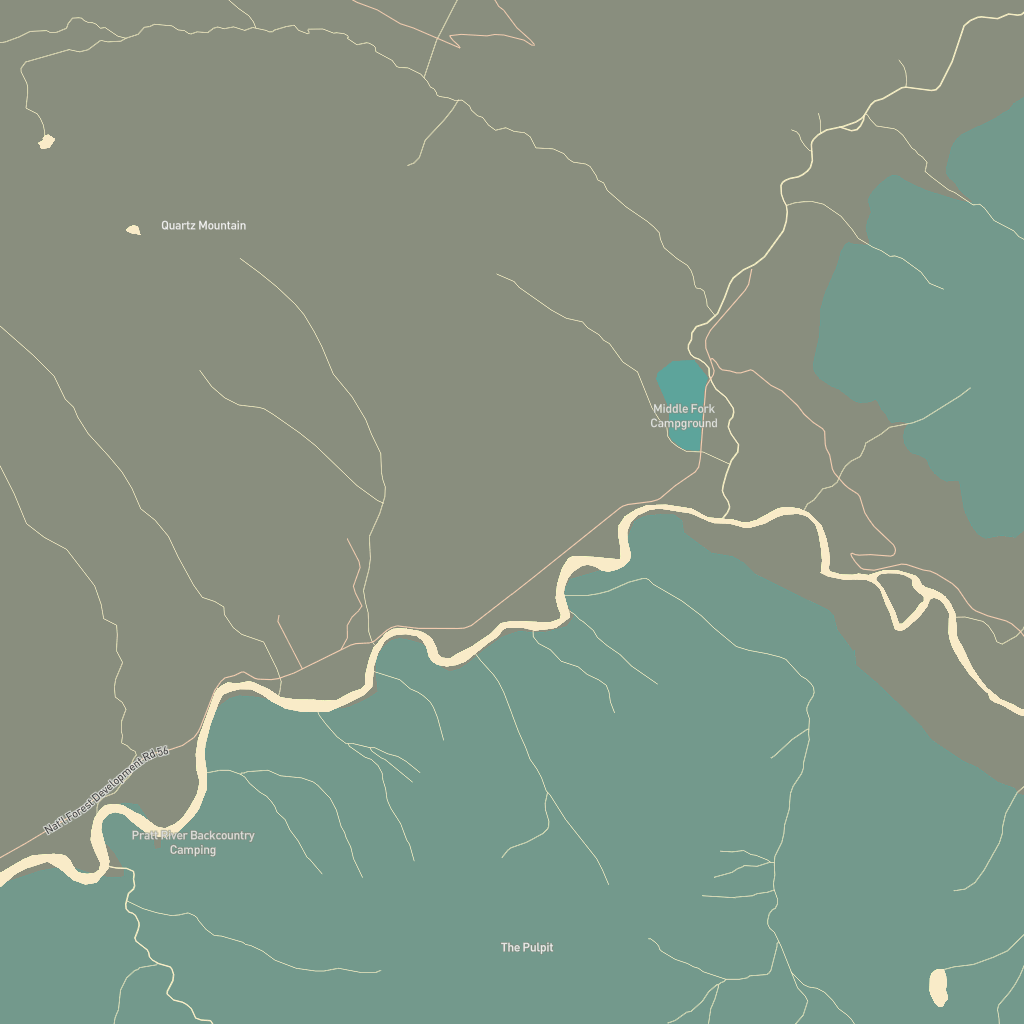 Quartz Mountain
Middle Fork
Campground
Nat'l Forest Development Rd 56
Pratt River Backcountry
Camping
The Pulpit